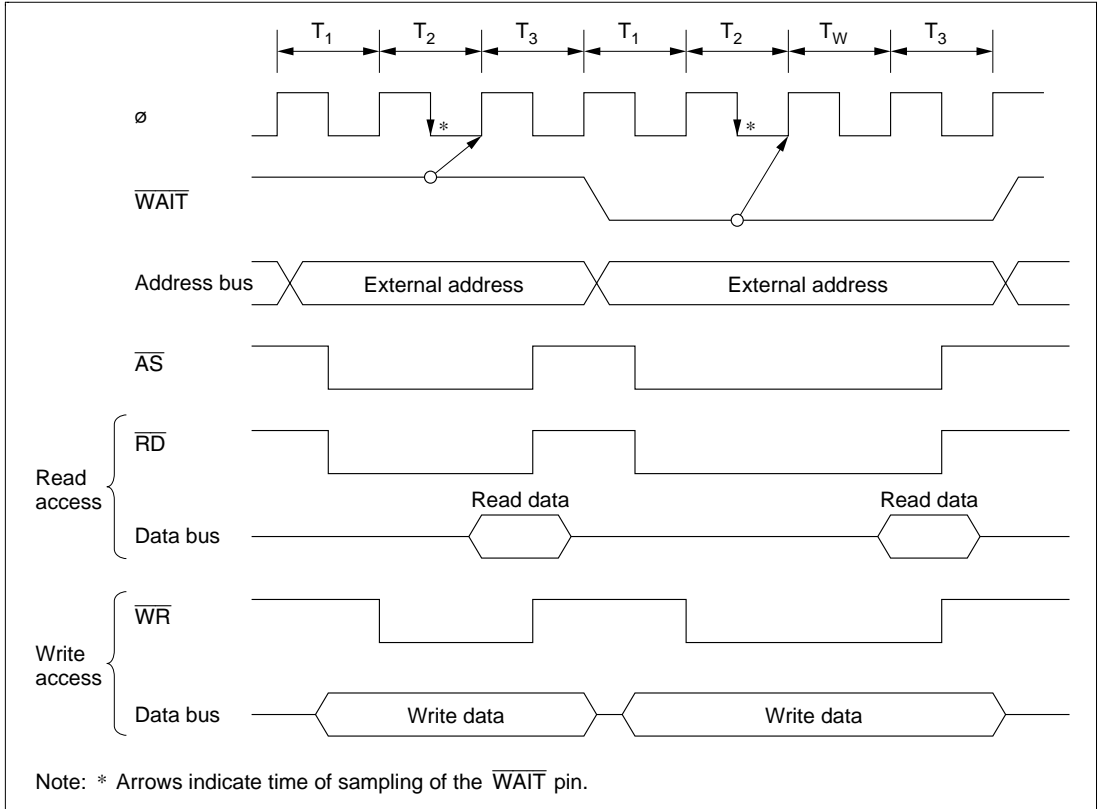 T1 T2 T3 T1 T2 TW T3
ø
* *
WAIT
Address bus External address External address
AS
Read access
RD
Read data Read data
Data bus
Write access
WR
Data bus Write data Write data
Note: * Arrows indicate time of sampling of the WAIT pin.